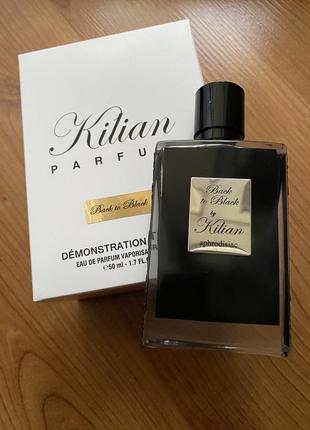 Kilian
PARFU
Back to Black
DÉMONSTRATION
EAU DE PARFUM VAPORISA
℮50 ml - 1.7 FL
Back
to
Black
by
Kilian
aphrodisiac